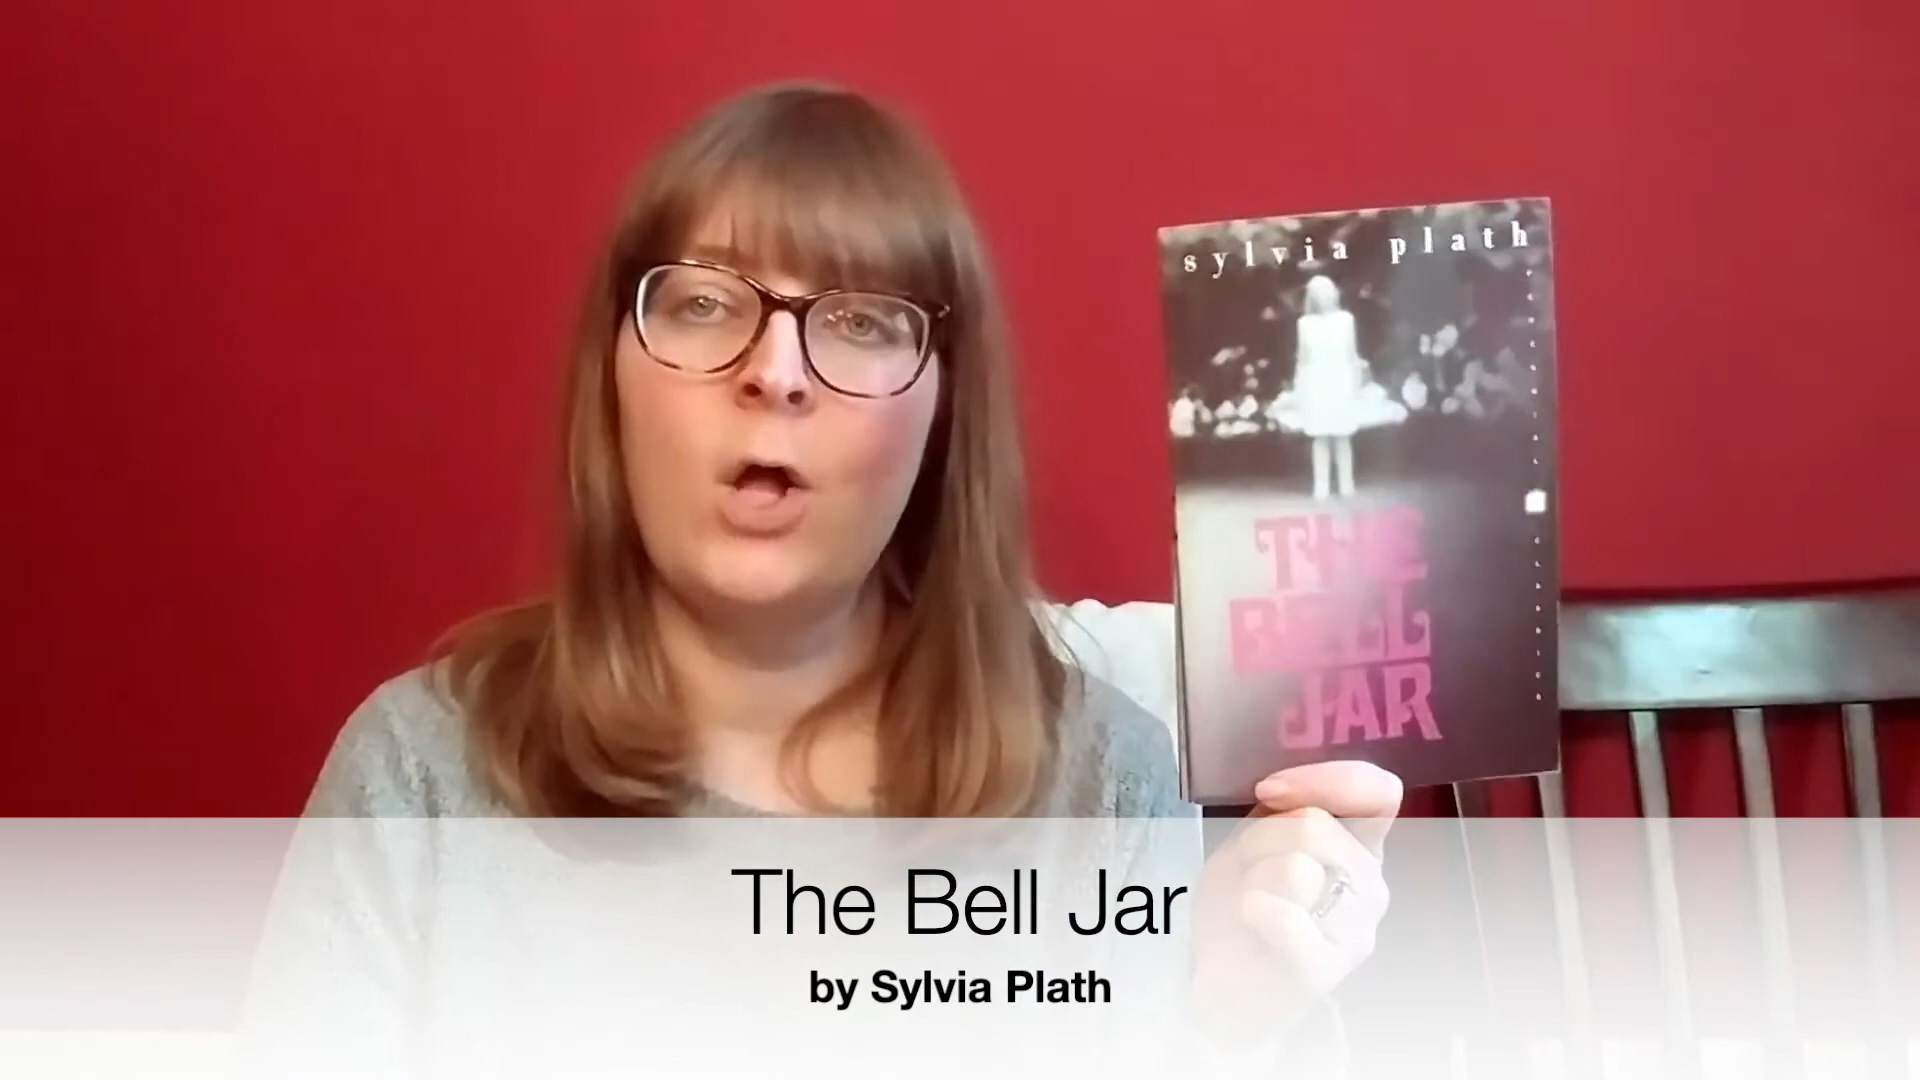 sylvia plath
THE
BELL
JAR
The Bell Jar
by Sylvia Plath